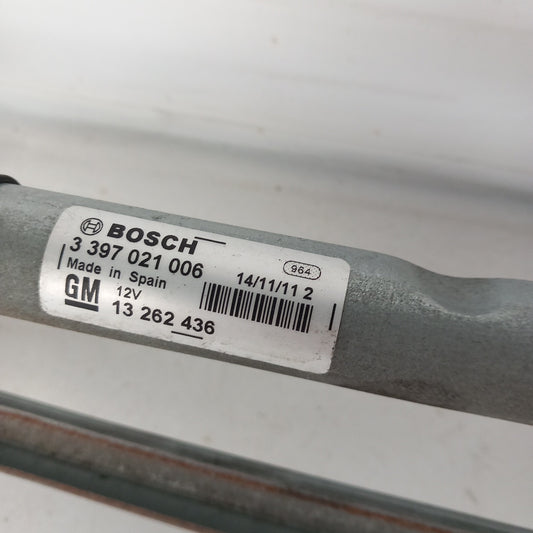 BOSCH
3 397 021 006
964
Made in Spain
14/11/11 2
GM
12V
13 262 436